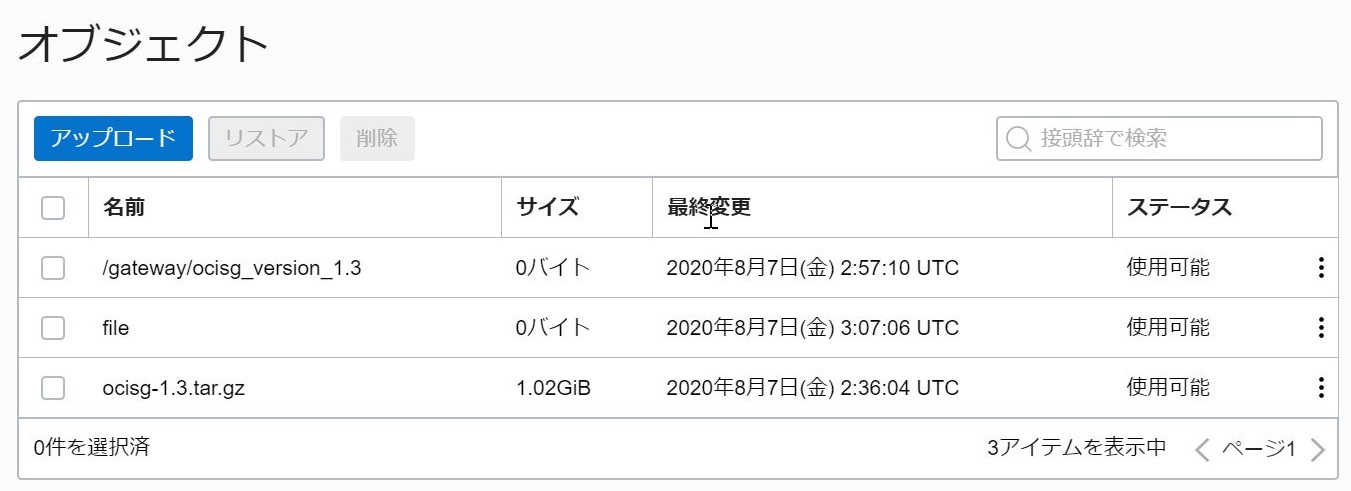 オブジェクト
アップロード リストア 削除 接頭辞で検索
名前 サイズ 最終変更 ステータス
/gateway/ocisg_version_1.3 0バイト 2020年8月7日(金) 2:57:10 UTC 使用可能
file 0バイト 2020年8月7日(金) 3:07:06 UTC 使用可能
ocisg-1.3.tar.gz 1.02GiB 2020年8月7日(金) 2:36:04 UTC 使用可能
0件を選択済 3アイテムを表示中 ページ1